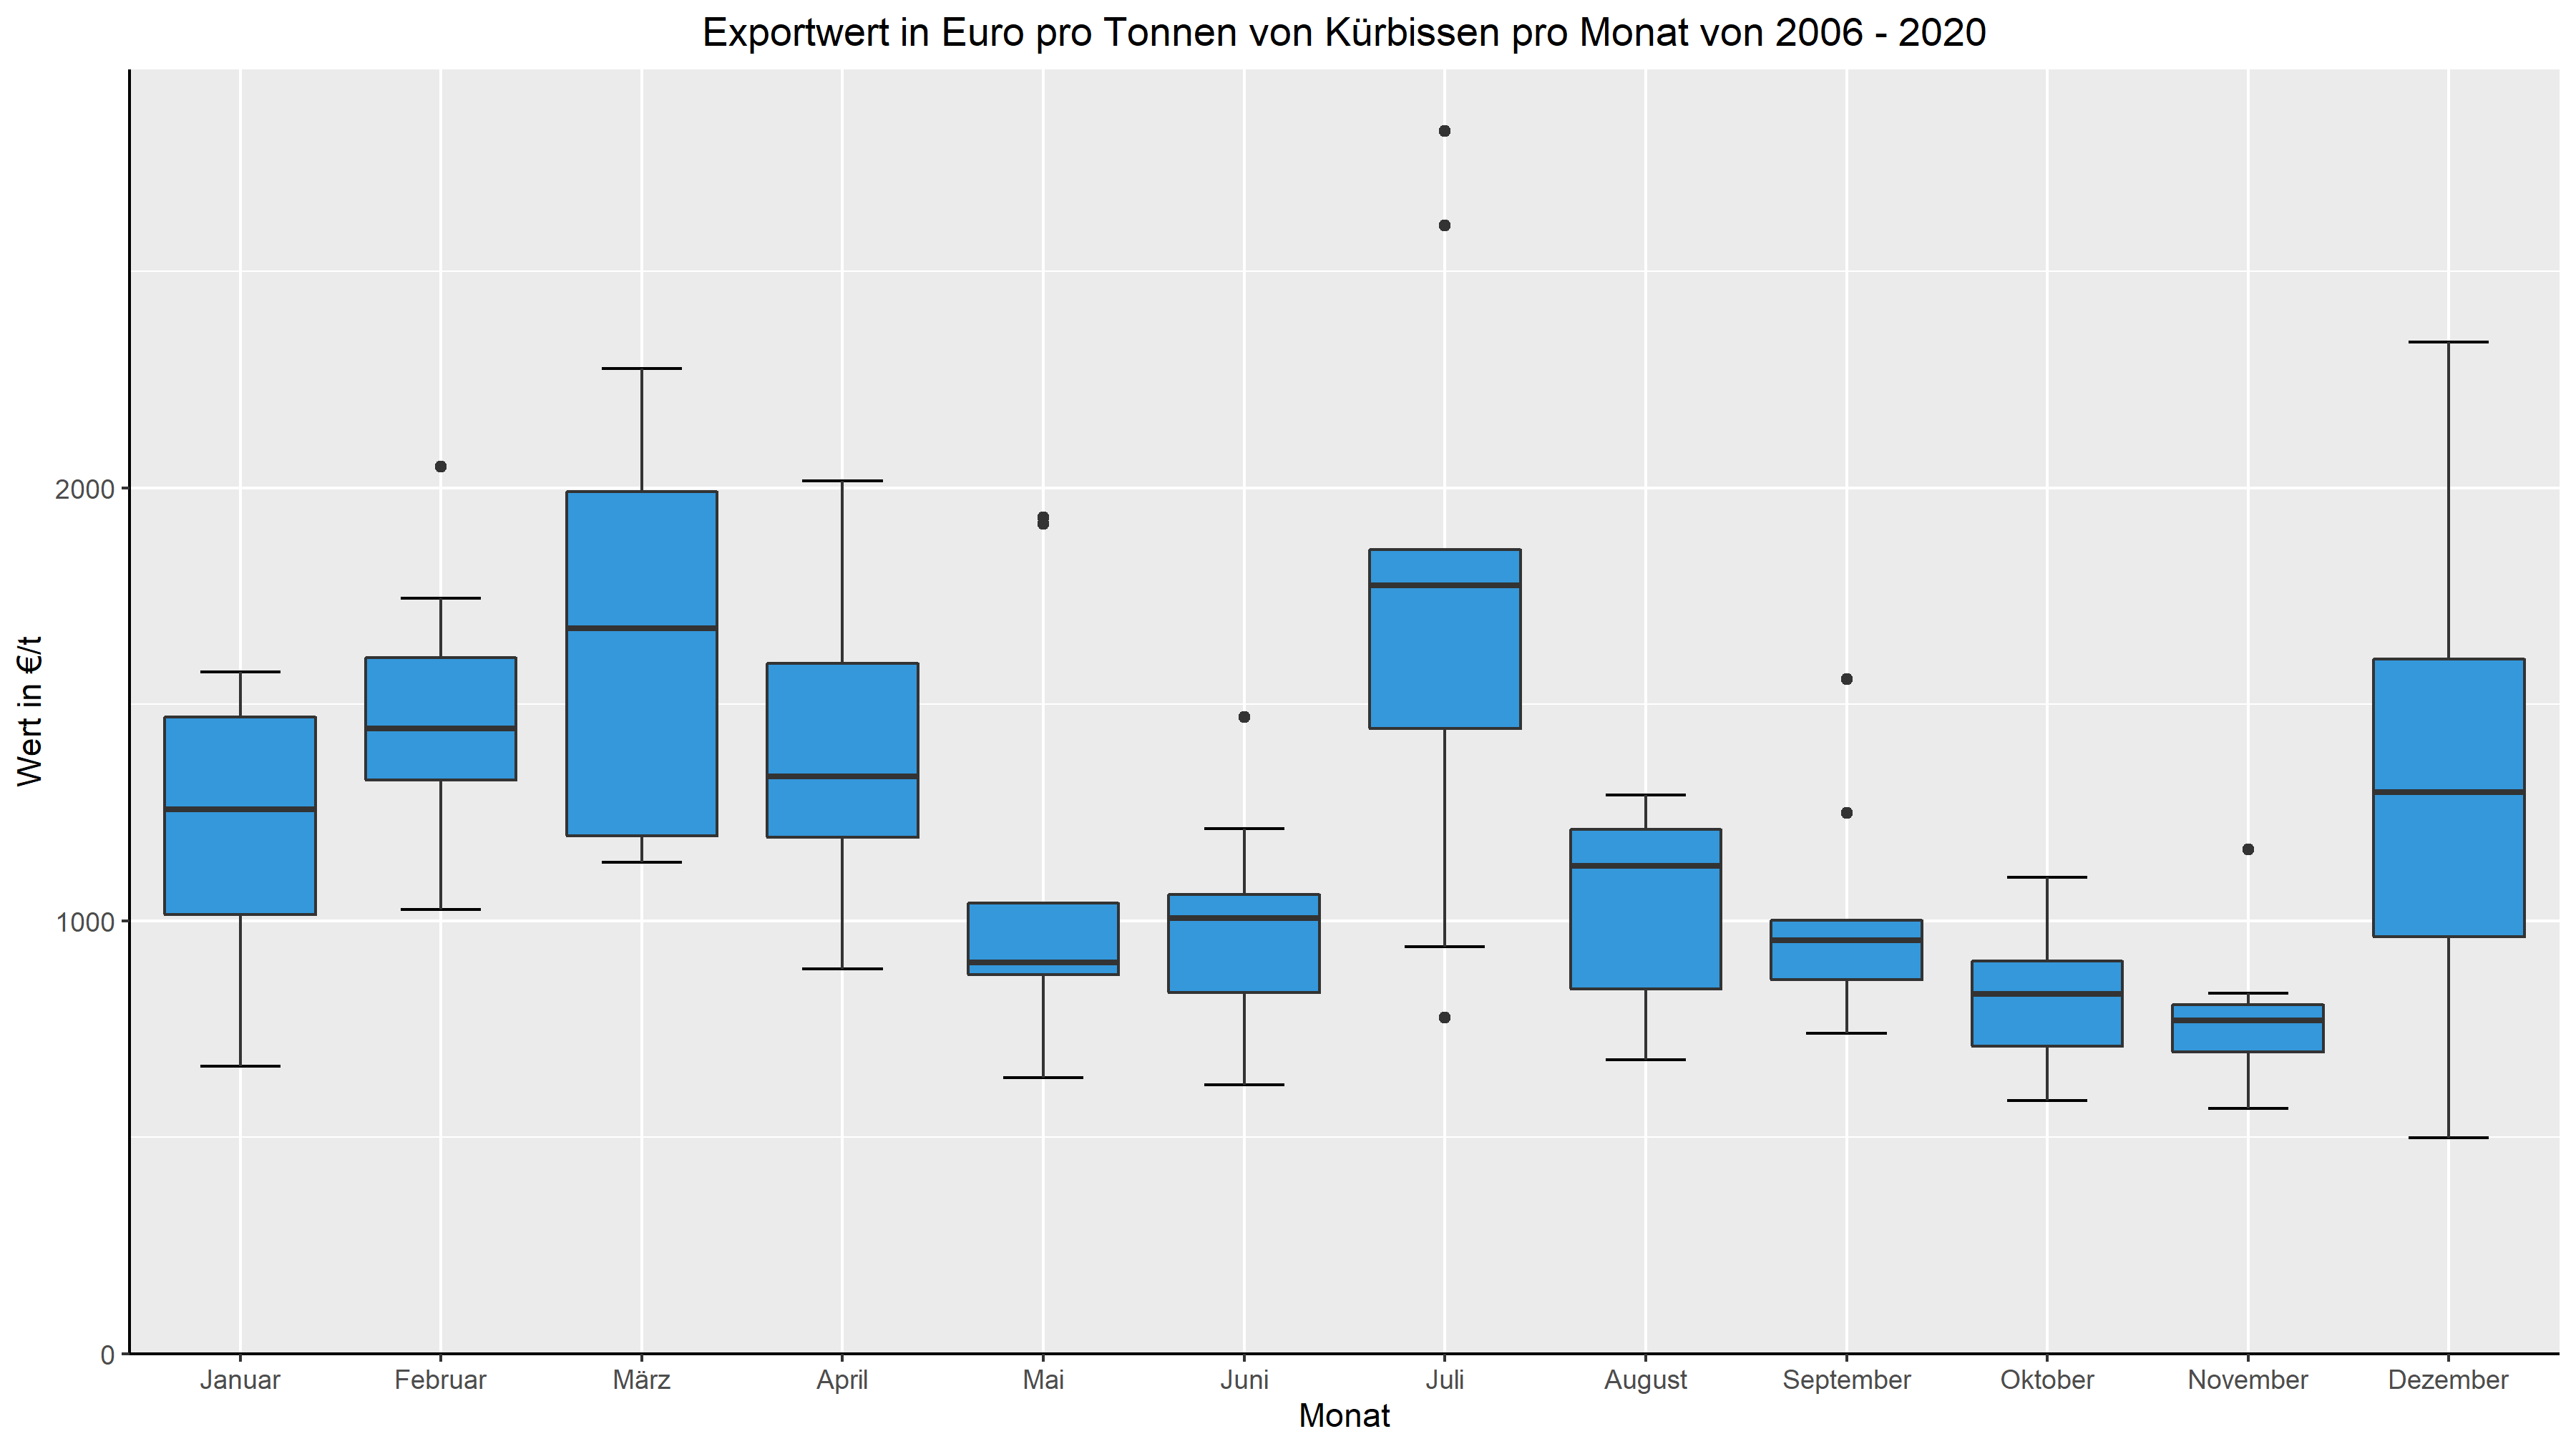 Exportwert in Euro pro Tonnen von Kürbissen pro Monat von 2006 - 2020
Wert in €/t
2000
1000
0
Januar Februar März April Mai Juni Juli August September Oktober November Dezember
Monat